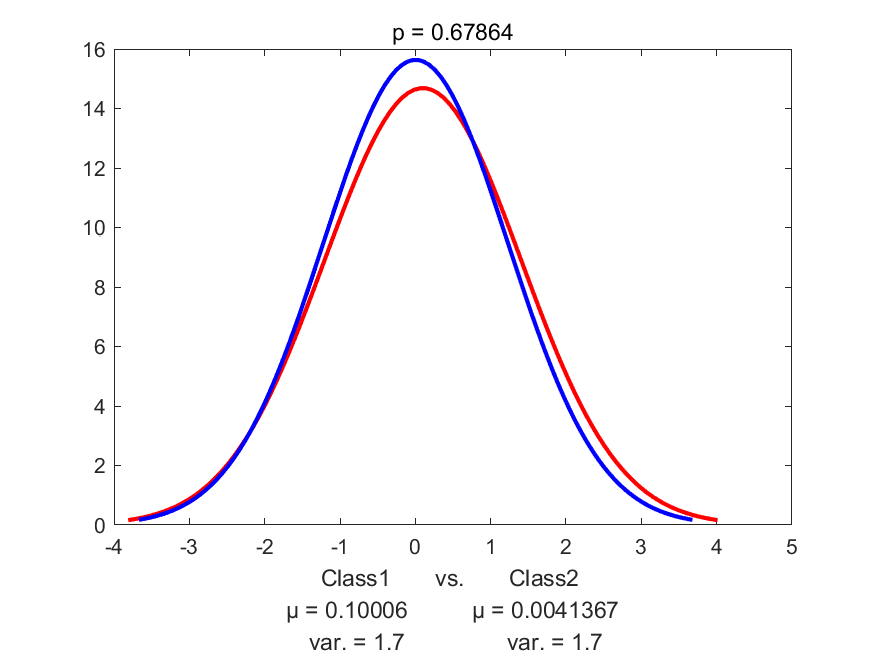 p = 0.67864
16
14
12
10
8
6
4
2
0
-4 -3 -2 -1 0 1 2 3 4 5
Class1 vs. Class2
μ = 0.10006 μ = 0.0041367
var. = 1.7 var. = 1.7